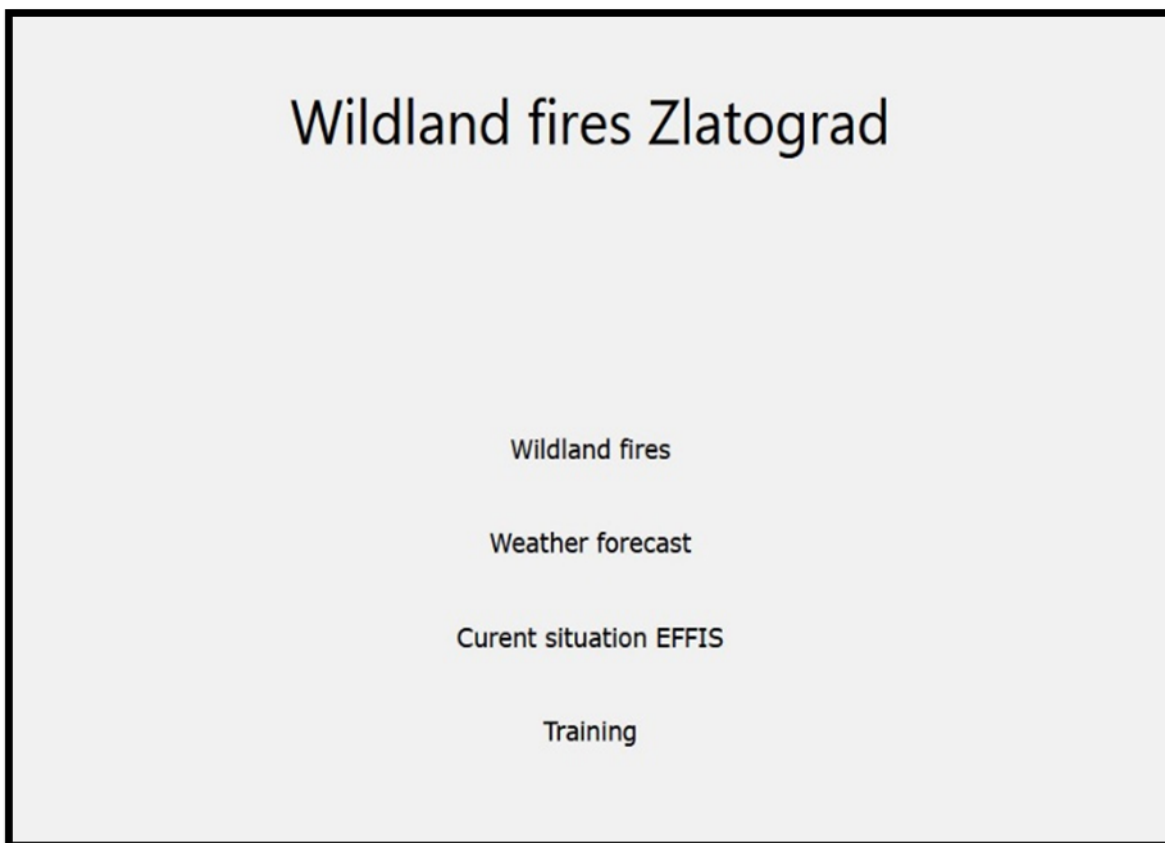 Wildland fires Zlatograd
Wildland fires
Weather forecast
Curent situation EFFIS
Training